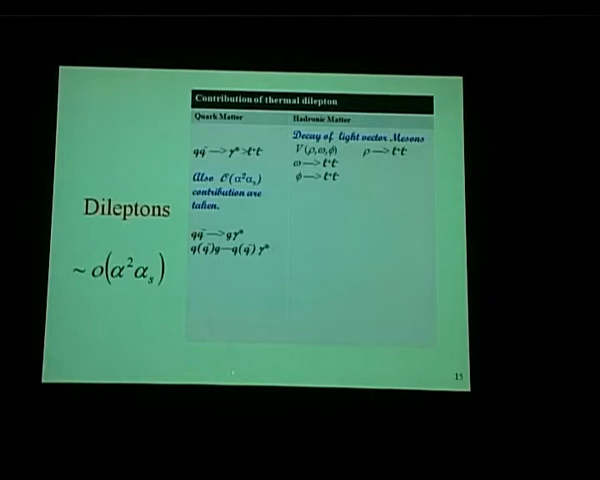 Contribution of thermal dilepton
Quark Matter
Hadronic Matter
Decay of light vector Mesons
qq̄ —> γ* > l⁺l⁻
V(ρ,ω,ϕ)
ρ —> l⁺l⁻
ω —> l⁺l⁻
ϕ —> l⁺l⁻
Also O(α²αₛ)
contribution are
taken.
qq̄ —> gγ*
q(q̄)g—q(q̄) γ*
Dileptons
~ o(α²αₛ)
15